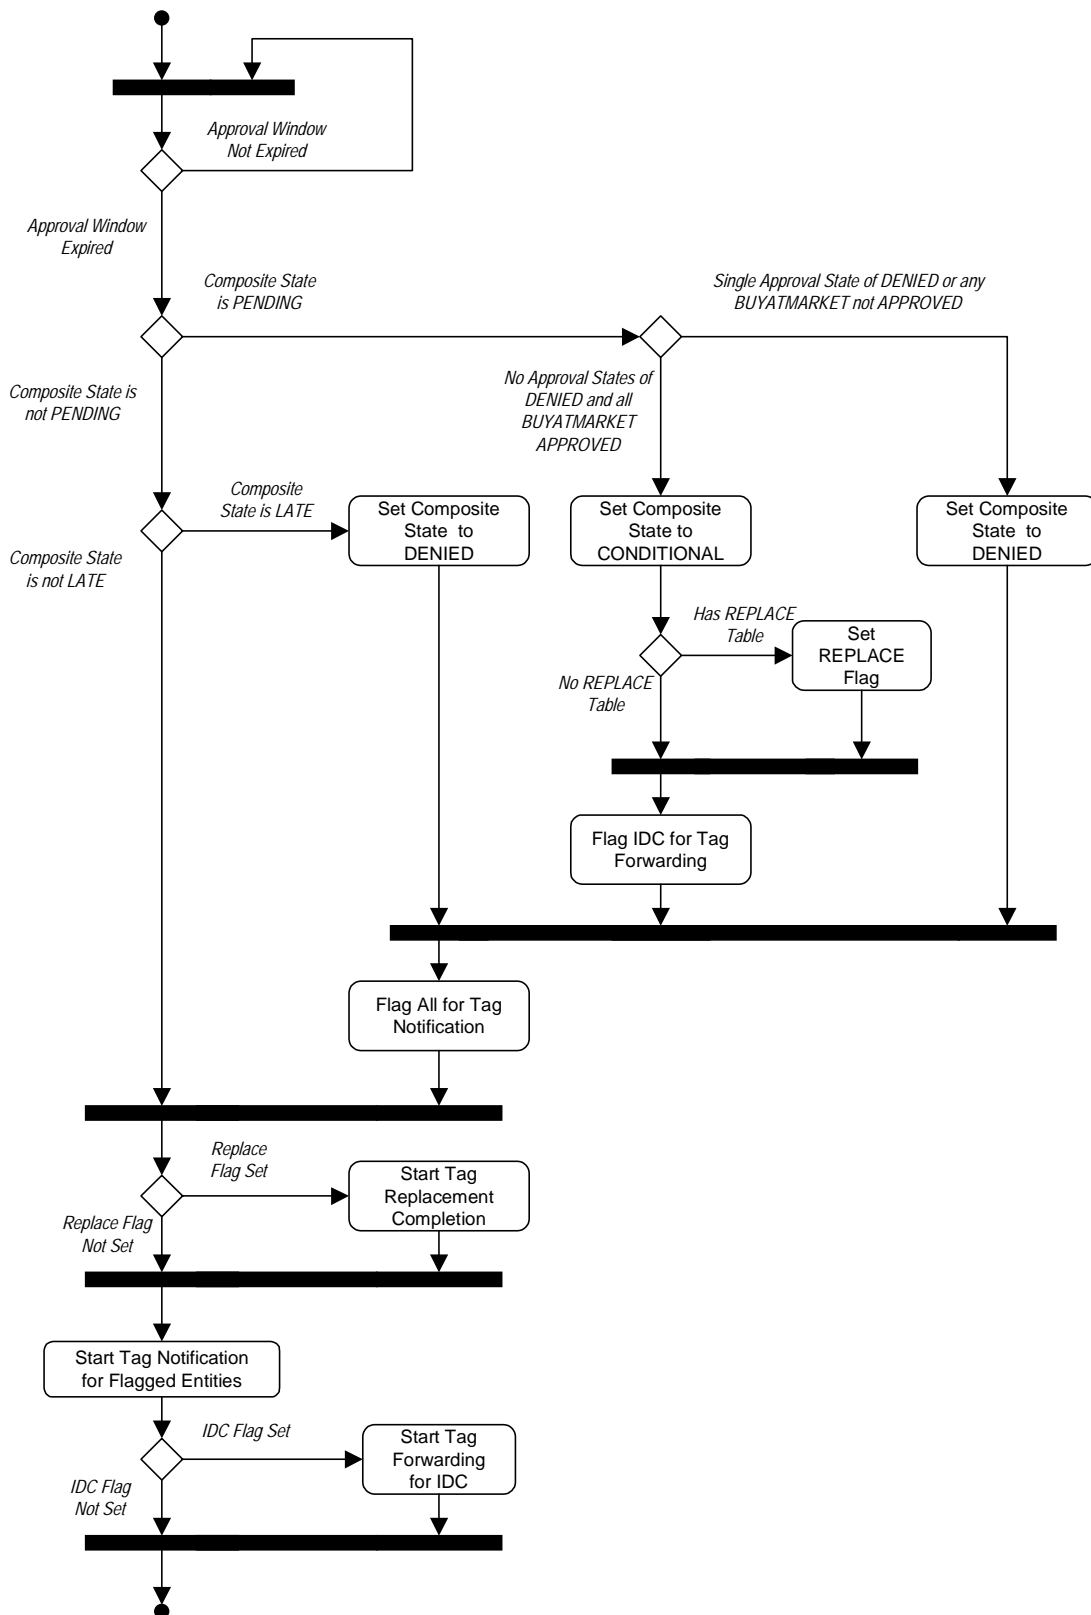 Approval Window
Not Expired
Approval Window
Expired
Composite State
is PENDING
Single Approval State of DENIED or any
BUYATMARKET not APPROVED
Composite State is
not PENDING
No Approval States of
DENIED and all
BUYATMARKET
APPROVED
Composite
State is LATE
Composite State
is not LATE
Set Composite
State to
DENIED
Set Composite
State to
CONDITIONAL
Set Composite
State to
DENIED
Has REPLACE
Table
Set
REPLACE
Flag
No REPLACE
Table
Flag IDC for Tag
Forwarding
Flag All for Tag
Notification
Replace
Flag Set
Start Tag
Replacement
Completion
Replace Flag
Not Set
Start Tag Notification
for Flagged Entities
IDC Flag Set
Start Tag
Forwarding
for IDC
IDC Flag
Not Set